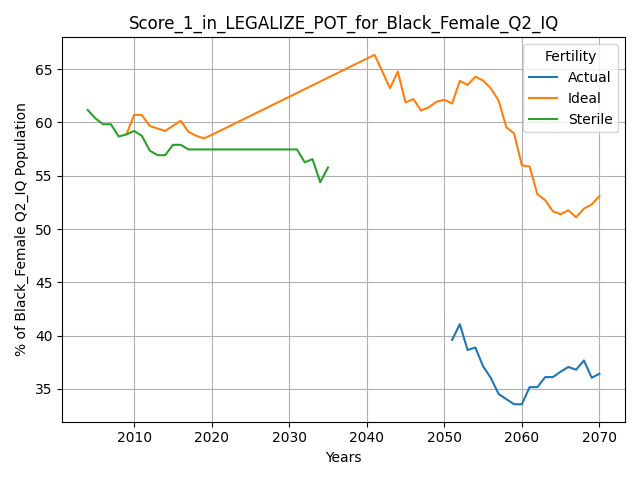 Score_1_in_LEGALIZE_POT_for_Black_Female_Q2_IQ
Fertility
Actual
Ideal
Sterile
% of Black_Female Q2_IQ Population
65
60
55
50
45
40
35
2010
2020
2030
2040
2050
2060
2070
Years